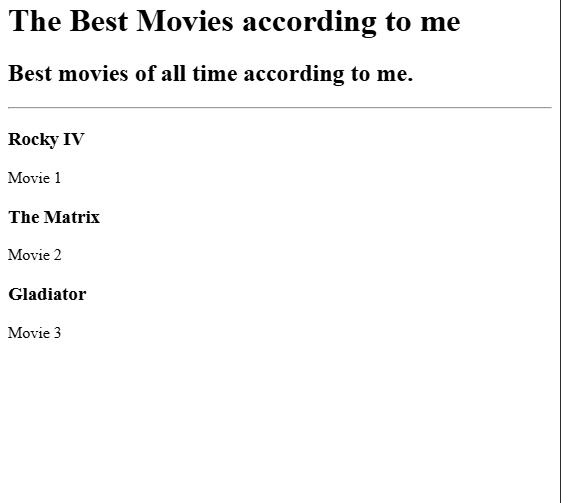 The Best Movies according to me
Best movies of all time according to me.
Rocky IV
Movie 1
The Matrix
Movie 2
Gladiator
Movie 3